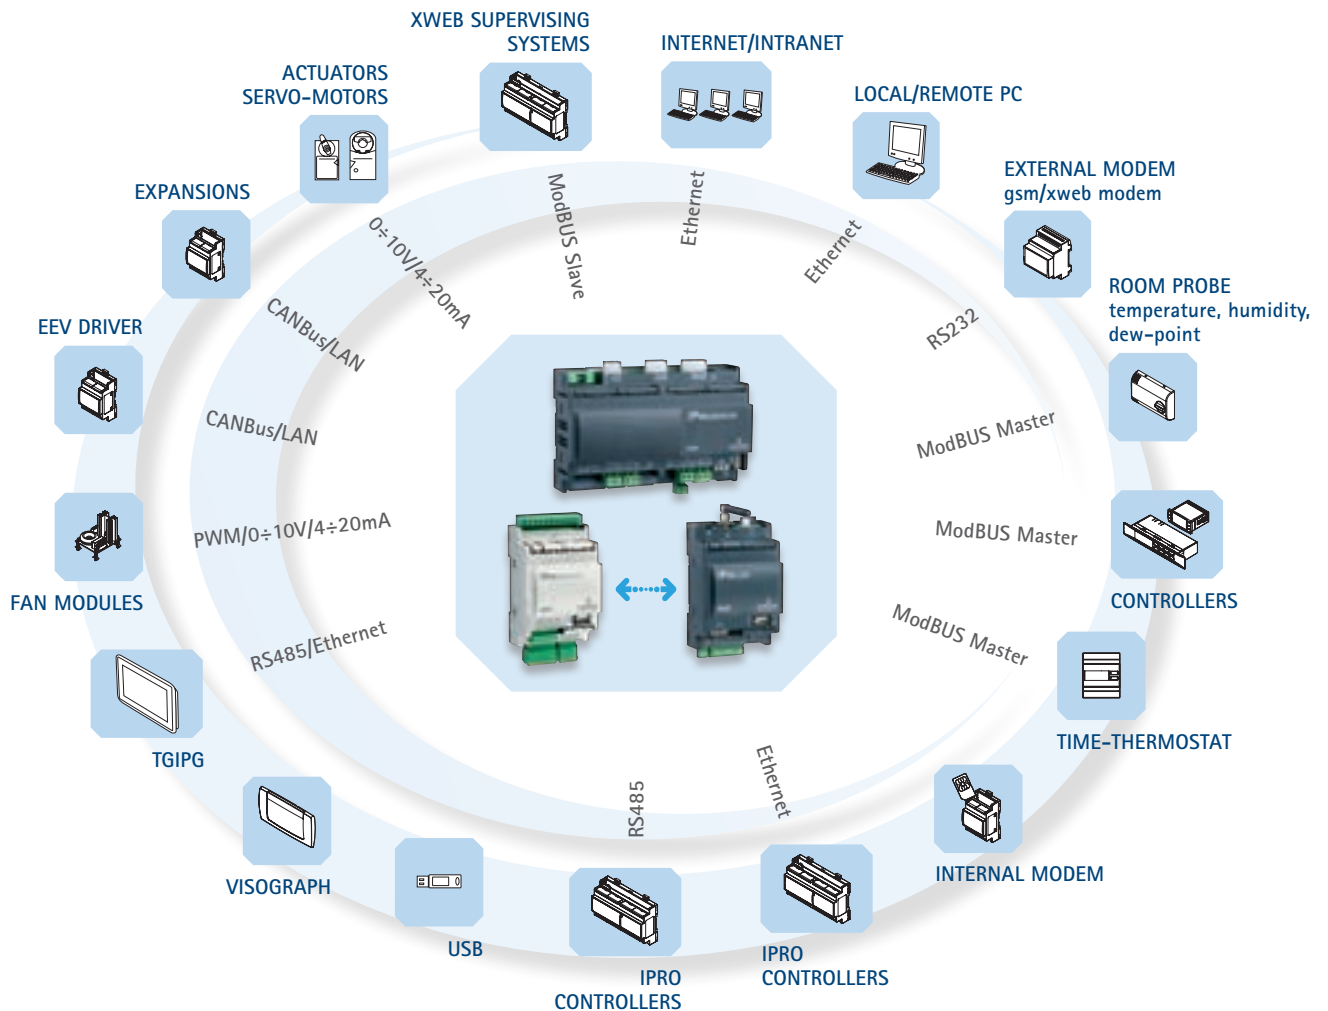 XWEB SUPERVISING
SYSTEMS
INTERNET/INTRANET
ACTUATORS
SERVO-MOTORS
LOCAL/REMOTE PC
EXTERNAL MODEM
gsm/xweb modem
EXPANSIONS
ROOM PROBE
temperature, humidity,
dew-point
EEV DRIVER
0÷10V/4÷20mA
ModBUS Slave
Ethernet
Ethernet
CANBus/LAN
RS232
CANBus/LAN
ModBUS Master
PWM/0÷10V/4÷20mA
ModBUS Master
FAN MODULES
CONTROLLERS
RS485/Ethernet
ModBUS Master
TGIPG
TIME-THERMOSTAT
RS485
Ethernet
VISOGRAPH
INTERNAL MODEM
USB
IPRO
CONTROLLERS
IPRO
CONTROLLERS